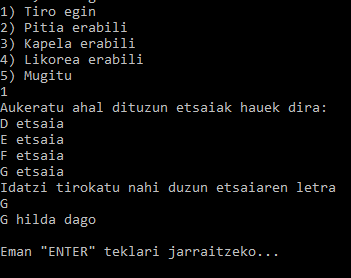 1) Tiro egin
2) Pitia erabili
3) Kapela erabili
4) Likorea erabili
5) Mugitu
1
Aukeratu ahal dituzun etsaiak hauek dira:
D etsaia
E etsaia
F etsaia
G etsaia
Idatzi tirokatu nahi duzun etsaiaren letra
G
G hilda dago
Eman "ENTER" teklari jarraitzeko...